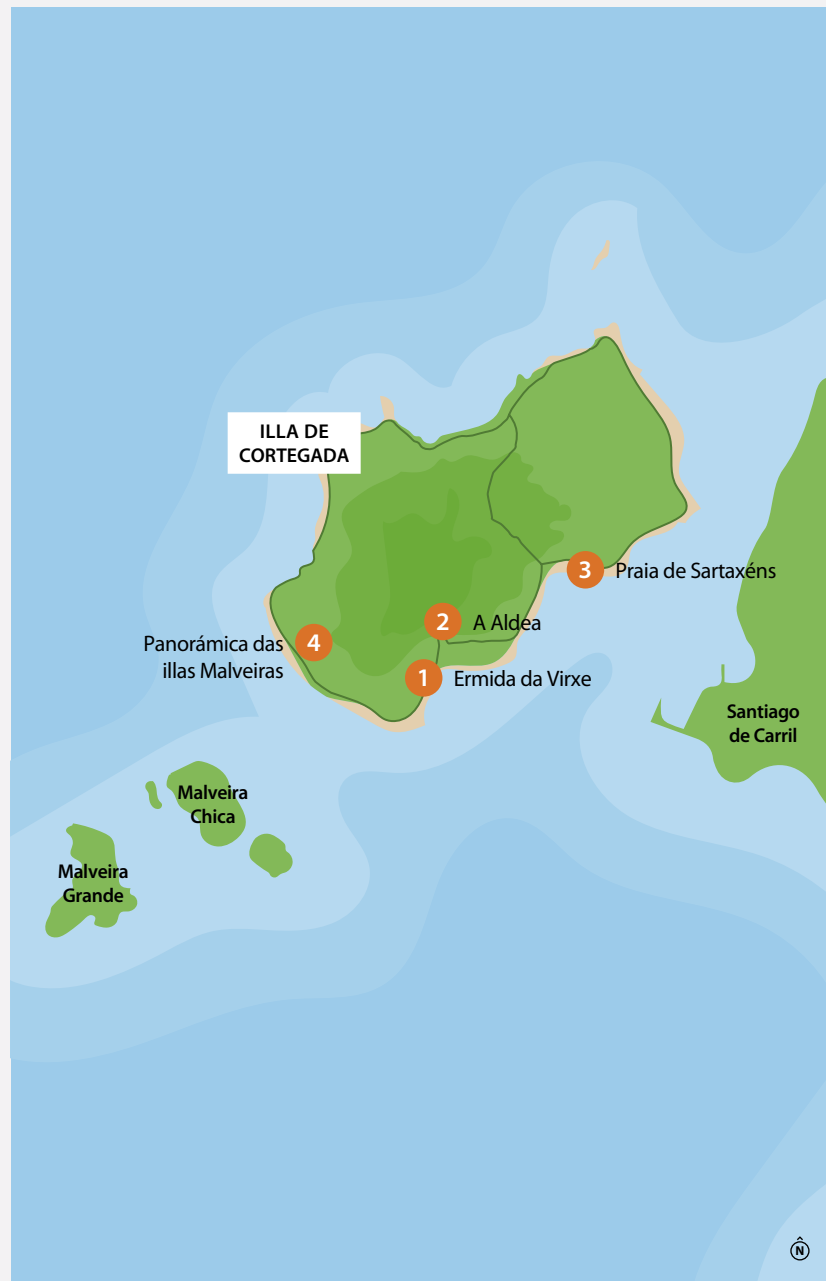 ILLA DE
CORTEGADA
3
Praia de Sartaxéns
2
A Aldea
4
Panorámica das
illas Malveiras
1
Ermida da Virxe
Santiago
de Carril
Malveira
Chica
Malveira
Grande
N